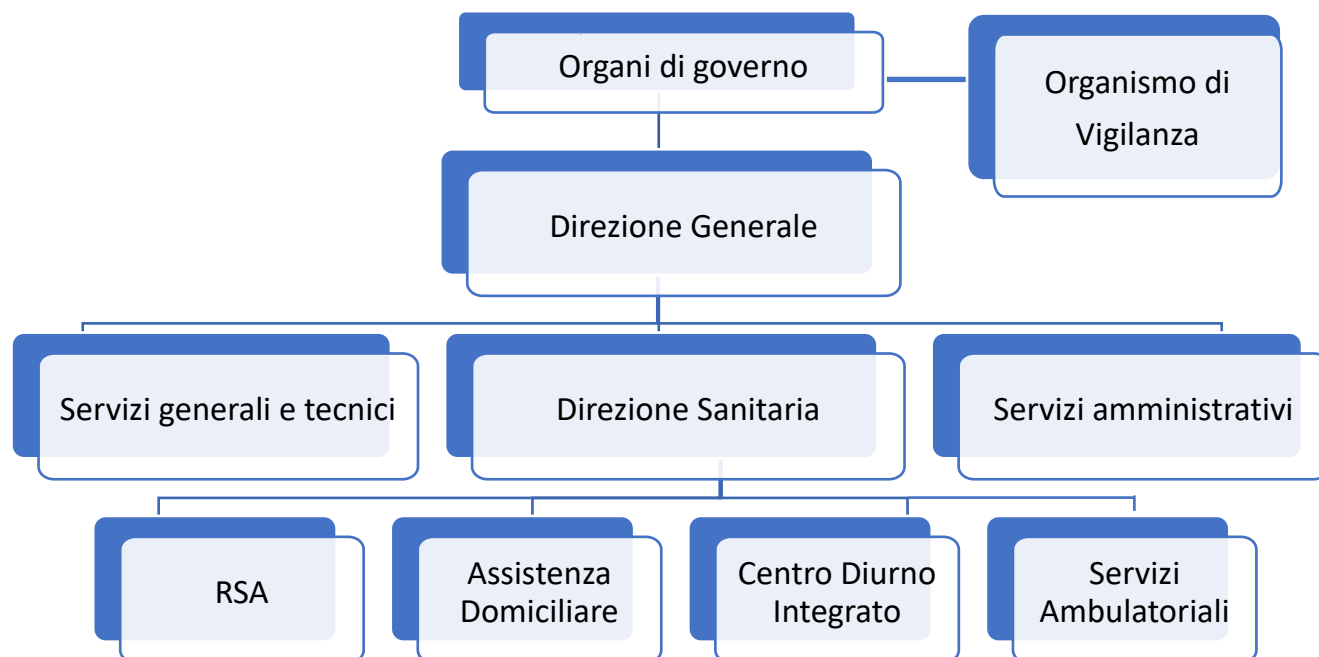 Organi di governo
Organismo di
Vigilanza
Direzione Generale
Servizi generali e tecnici
Direzione Sanitaria
Servizi amministrativi
RSA
Assistenza
Domiciliare
Centro Diurno
Integrato
Servizi
Ambulatoriali